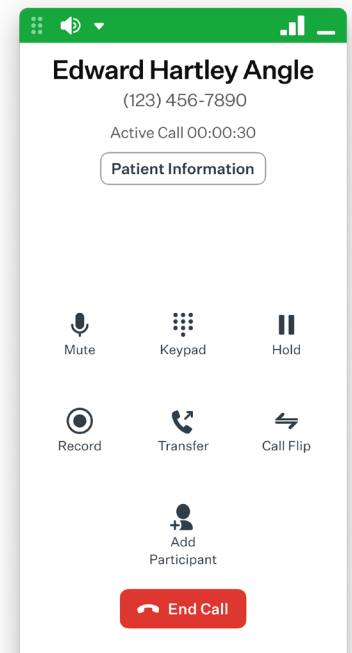 Edward Hartley Angle
(123) 456-7890
Active Call 00:00:30
Patient Information
Mute
Keypad
Hold
Record
Transfer
Call Flip
Add
Participant
End Call